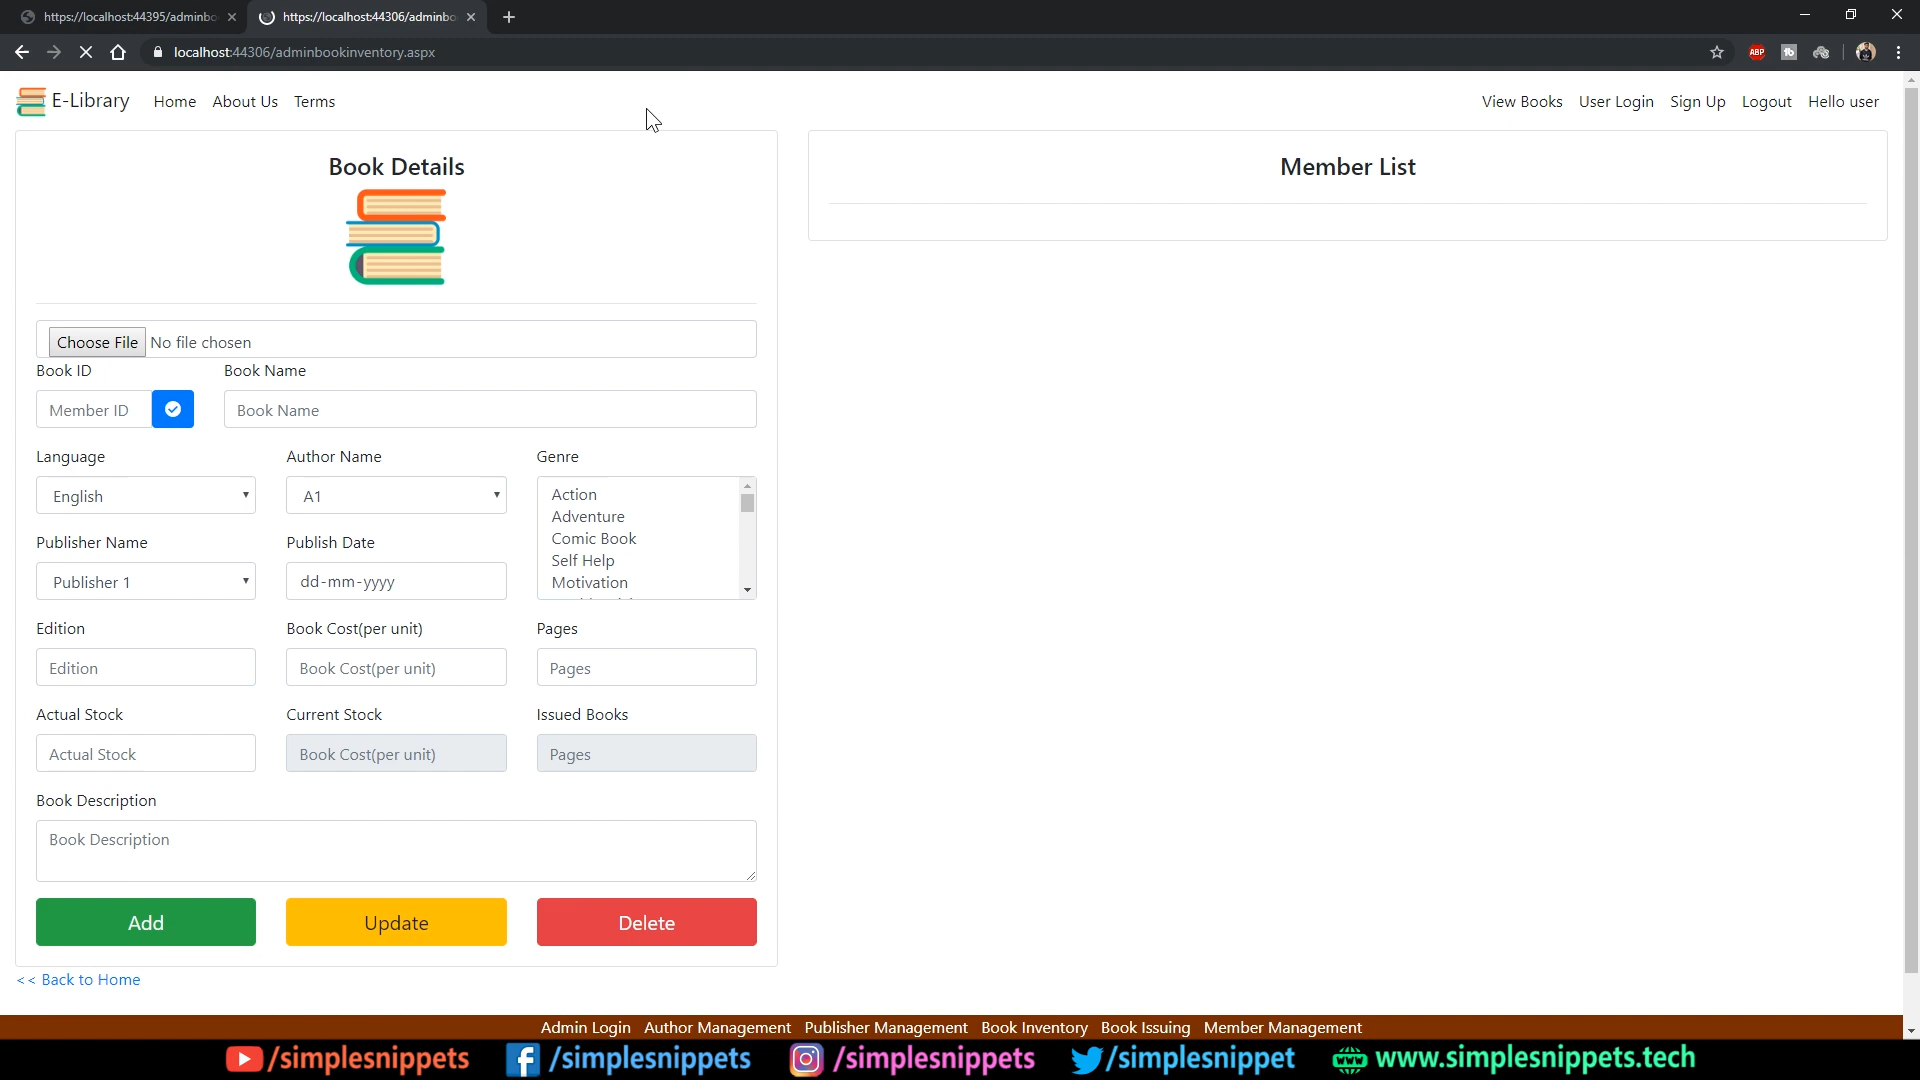 https://localhost:44395/adminbo
https://localhost:44306/adminbo
localhost:44306/adminbookinventory.aspx
ABP
tb
E-Library Home About Us Terms
View Books User Login Sign Up Logout Hello user
Book Details
Member List
Choose File No file chosen
Book ID Book Name
Member ID Book Name
Language Author Name Genre
English A1 Action
Adventure
Comic Book
Self Help
Motivation
Publisher Name Publish Date
Publisher 1 dd-mm-yyyy
Edition Book Cost(per unit) Pages
Edition Book Cost(per unit) Pages
Actual Stock Current Stock Issued Books
Actual Stock Book Cost(per unit) Pages
Book Description
Book Description
Add Update Delete
<< Back to Home
Admin Login Author Management Publisher Management Book Inventory Book Issuing Member Management
/simplesnippets /simplesnippets /simplesnippets /simplesnippet www.simplesnippets.tech